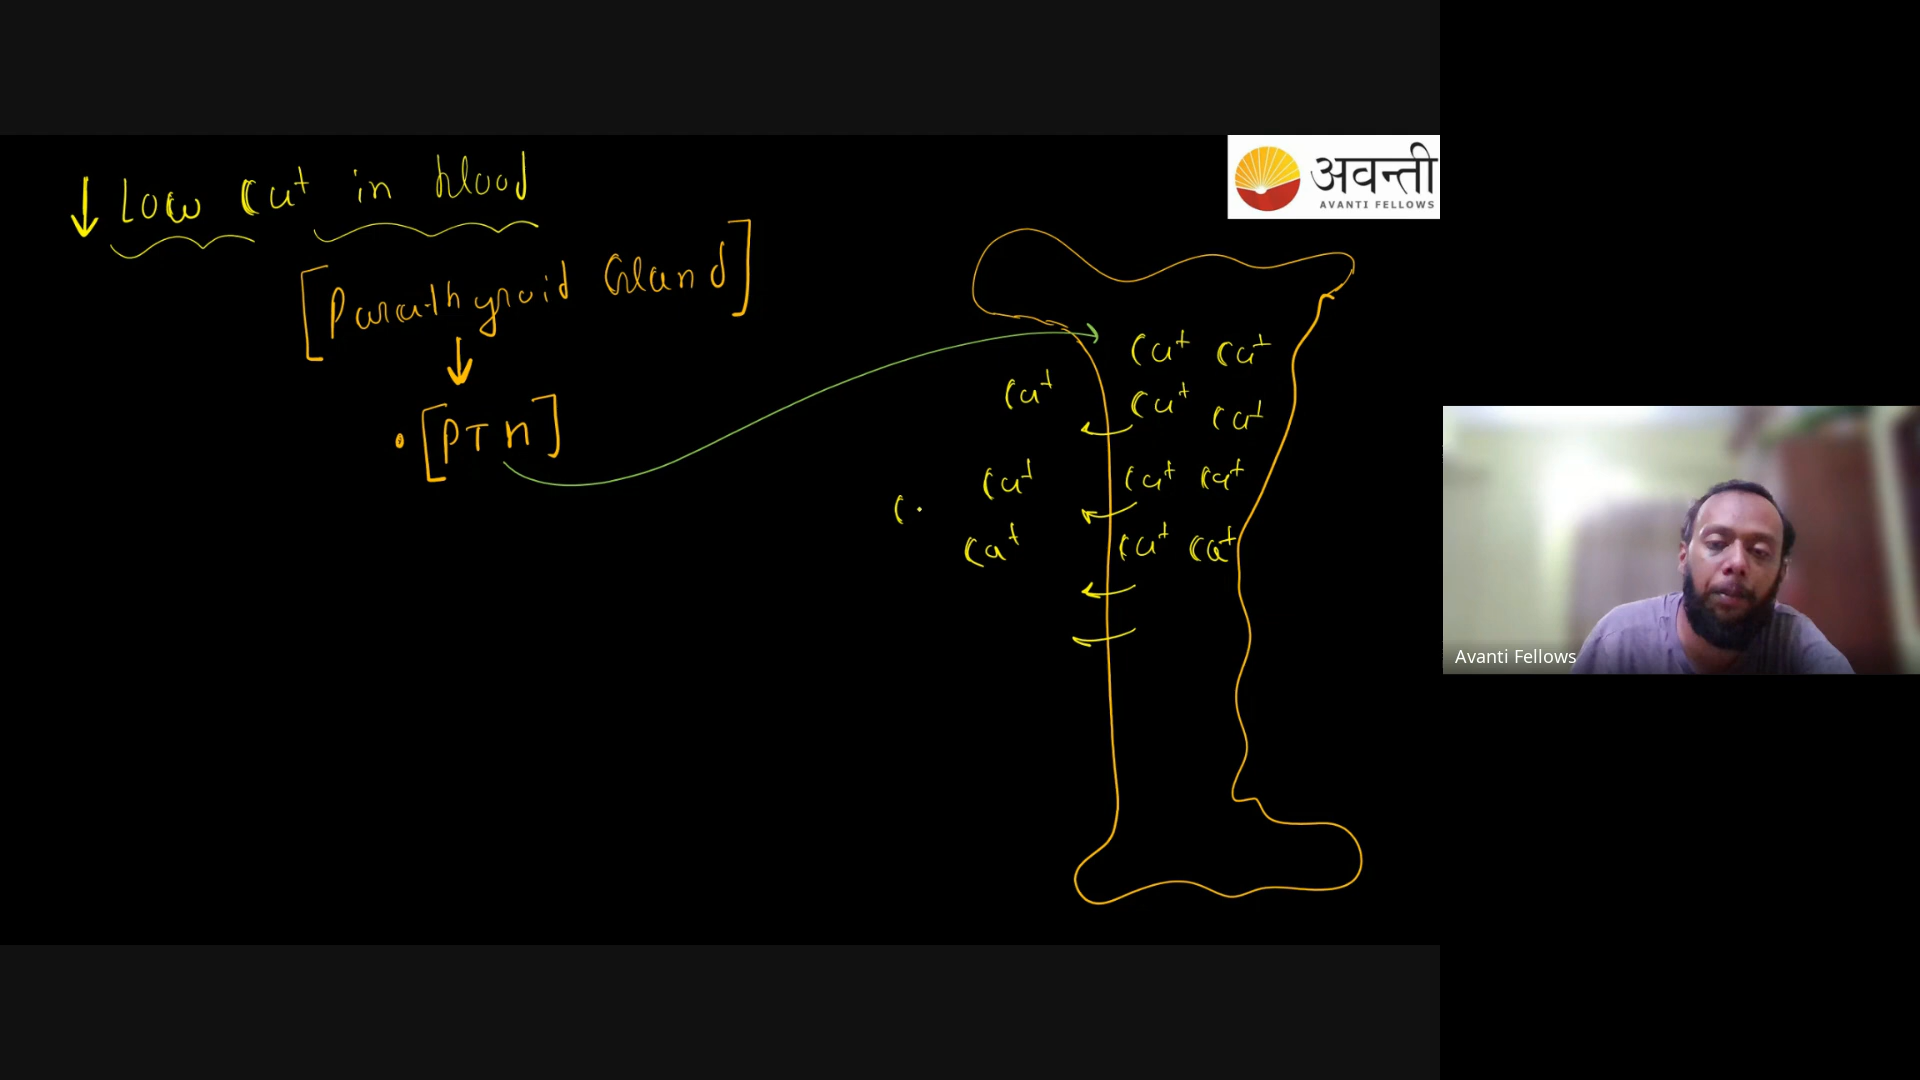 ↓ Low Ca+ in blood
[Parathyroid Gland]
↓
• [PTH]
Ca+ Ca+
Ca+ Ca+ Ca+
Ca+ Ca+ Ca+
Ca+ Ca+ Ca+
अवन्ती
AVANTI FELLOWS
Avanti Fellows